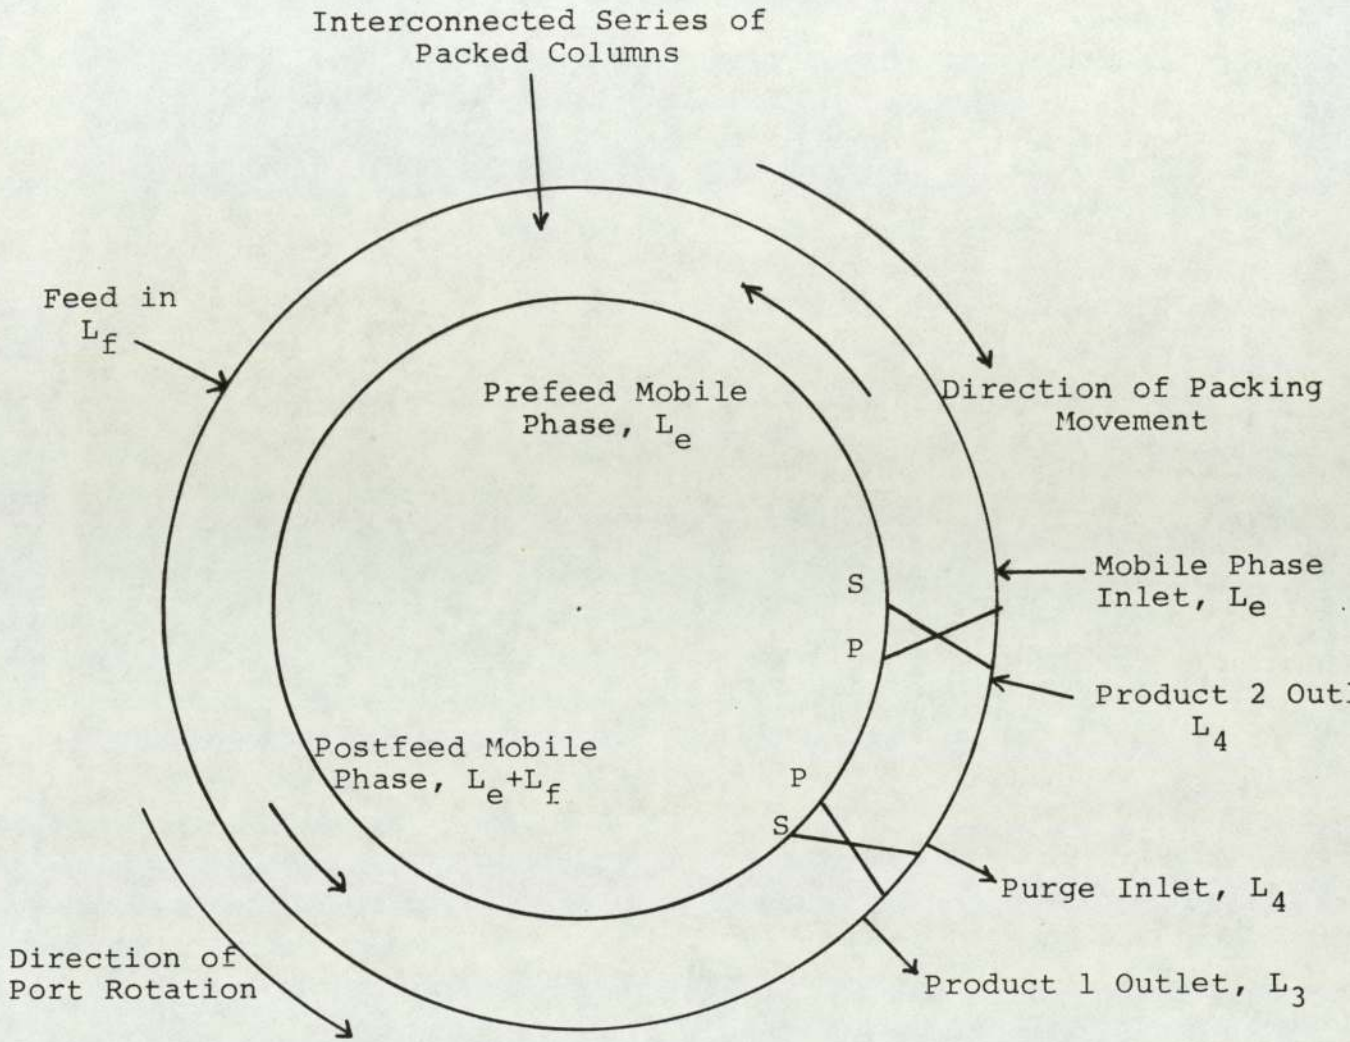 Interconnected Series of
Packed Columns
Feed in
L_f
Prefeed Mobile
Phase, L_e
Direction of Packing
Movement
S
Mobile Phase
Inlet, L_e
P
Product 2 Outl
L_4
Postfeed Mobile
Phase, L_e+L_f
P
S
Purge Inlet, L_4
Direction of
Port Rotation
Product 1 Outlet, L_3